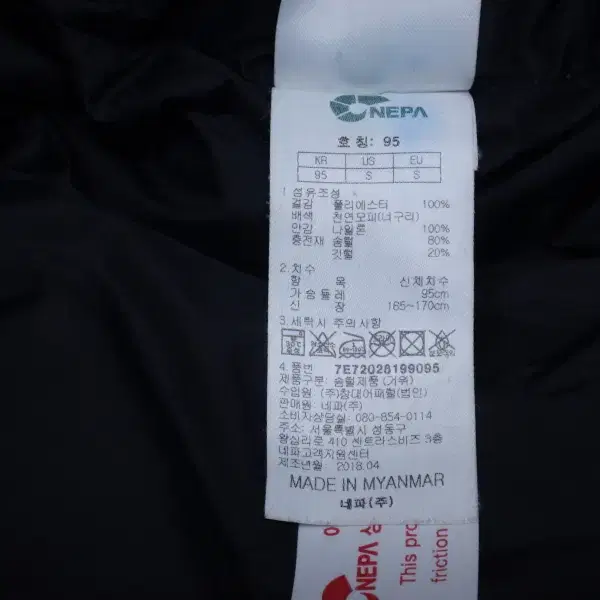 NEPA
호칭: 95
KR US EU
95 S S
1. 섬유조성
겉감 폴리에스터 100%
배색 천연모피(너구리)
안감 나일론 100%
충전재 솜털 80%
깃털 20%
2.치수
항 목 신체치수
가슴둘레 95cm
신 장 165~170cm
3.세탁시 주의사항
4.품번 7E72028199095
제품구분: 솜털제품 (거위)
수입원: (주)참대어패럴(법인)
판매원: 네파(주)
소비자상담실: 080-854-0114
주소: 서울특별시 성동구
왕십리로 410 센트라스비즈 3층
네파고객지원센터
제조년월 2018.04
MADE IN MYANMAR
네파(주)
NEPA
This pro
friction